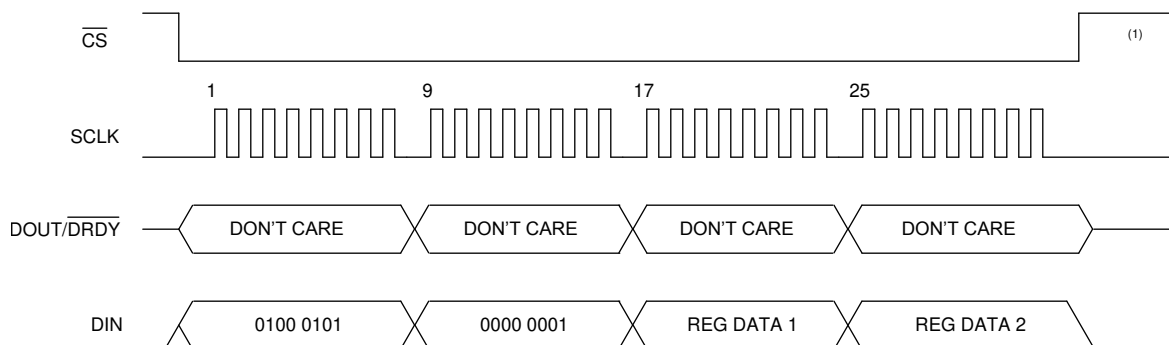 CS
(1)
1 9 17 25
SCLK
DOUT/DRDY DON'T CARE DON'T CARE DON'T CARE DON'T CARE
DIN 0100 0101 0000 0001 REG DATA 1 REG DATA 2